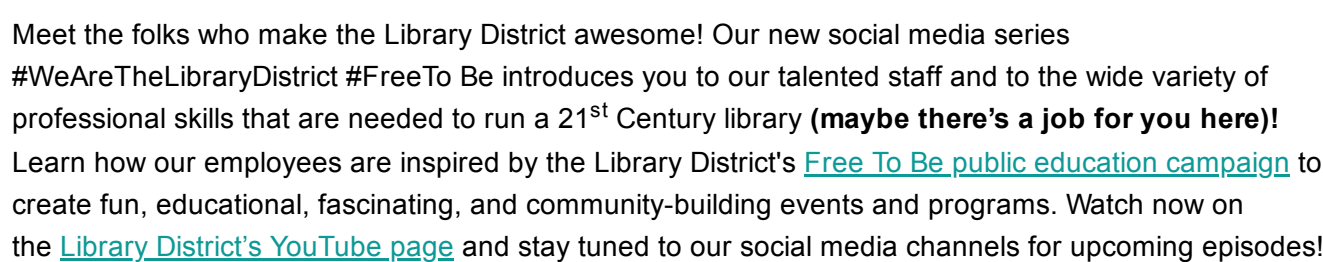 Meet the folks who make the Library District awesome! Our new social media series
#WeAreTheLibraryDistrict #FreeTo Be introduces you to our talented staff and to the wide variety of
professional skills that are needed to run a 21st Century library (maybe there’s a job for you here)!
Learn how our employees are inspired by the Library District's Free To Be public education campaign to
create fun, educational, fascinating, and community-building events and programs. Watch now on
the Library District’s YouTube page and stay tuned to our social media channels for upcoming episodes!